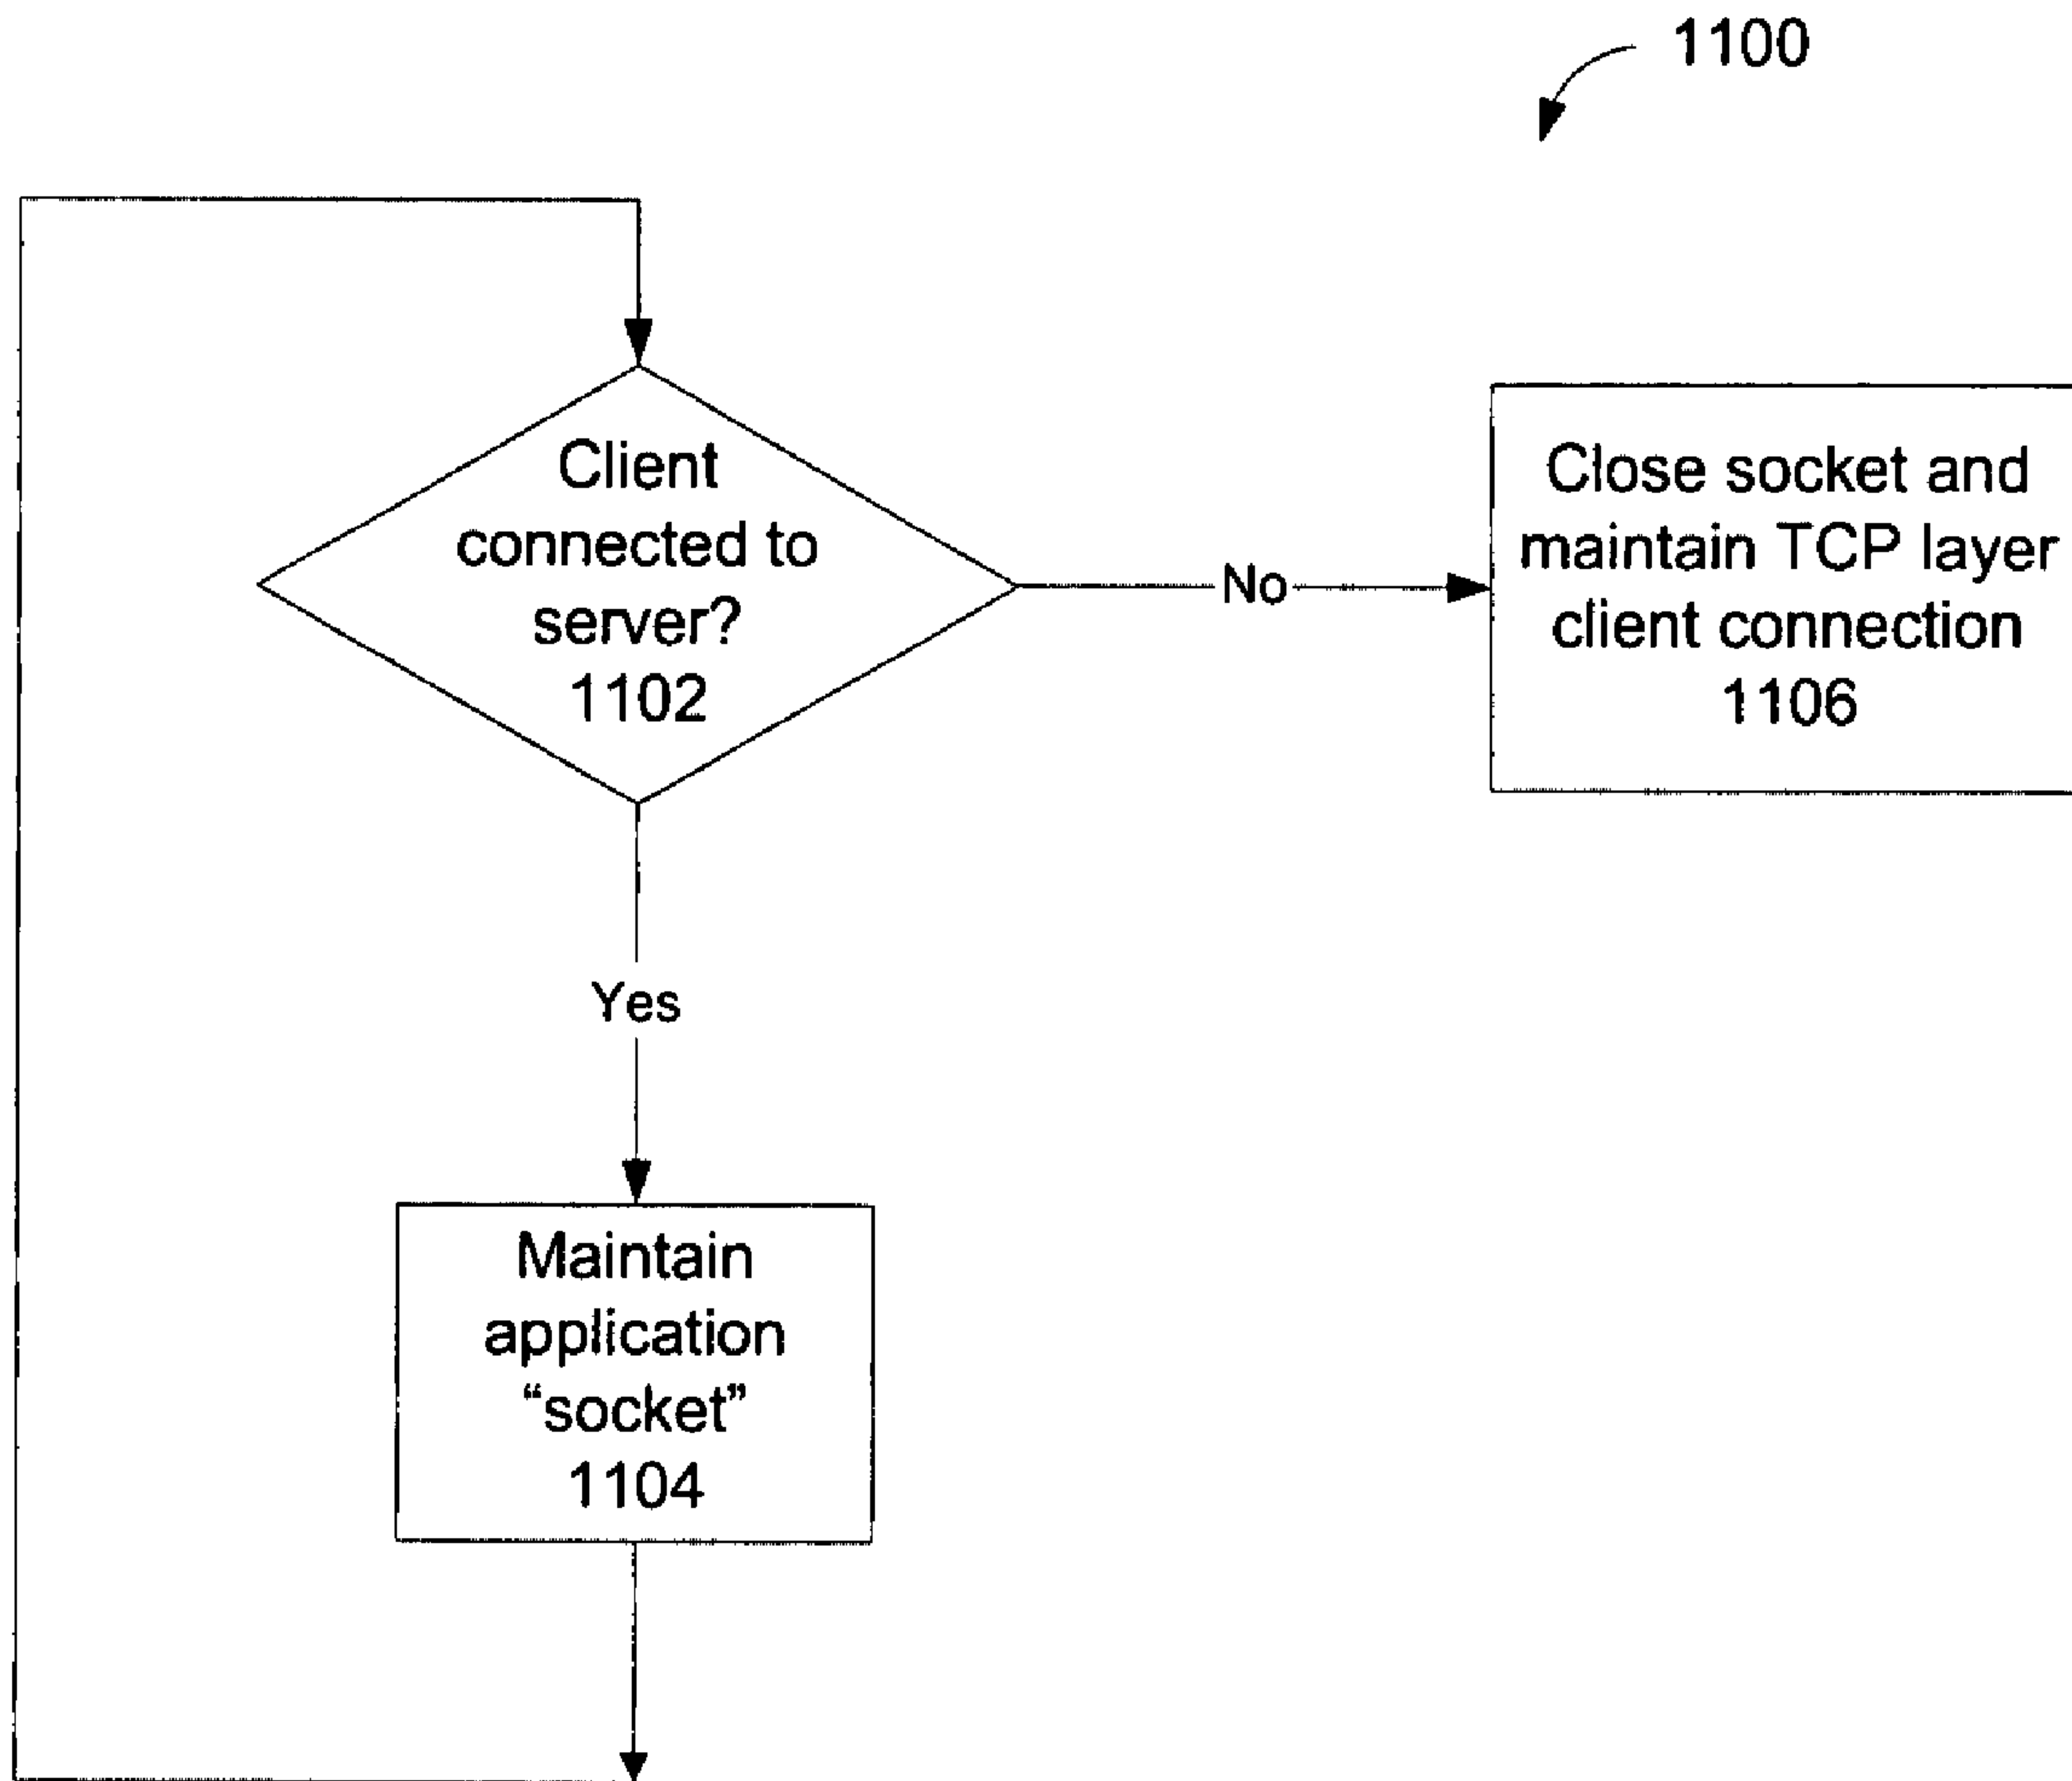 1100
Client
connected to
server?
1102
No
Close socket and
maintain TCP layer
client connection
1106
Yes
Maintain
application
“socket”
1104